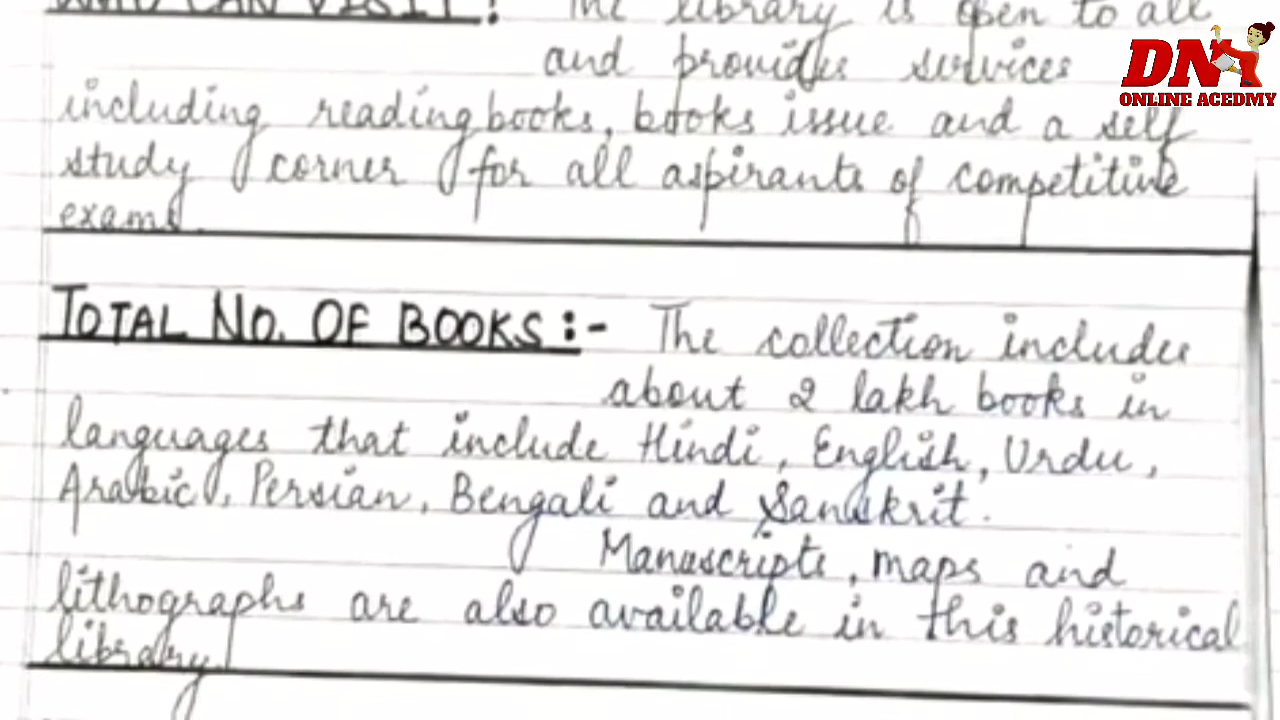 WHO CAN VISIT: The library is open to all
and provides services
including reading books, books issue and a self
study corner for all aspirants of competitive
exams.
TOTAL NO. OF BOOKS :- The collection includes
about 2 lakh books in
languages that include Hindi, English, Urdu,
Arabic, Persian, Bengali and Sanskrit.
Manuscripts, maps and
lithographs are also available in this historical
library.
DN
ONLINE ACEDMY